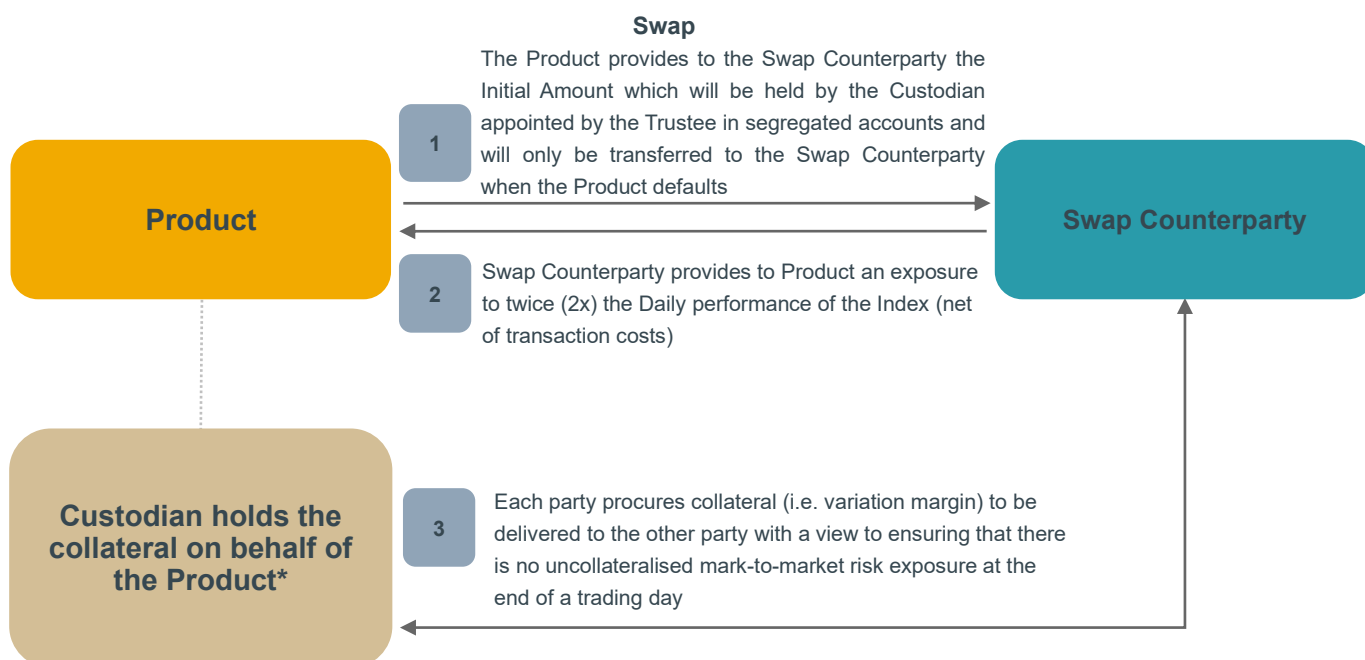 Swap
The Product provides to the Swap Counterparty the
Initial Amount which will be held by the Custodian
appointed by the Trustee in segregated accounts and
will only be transferred to the Swap Counterparty
when the Product defaults
1
Product
Swap Counterparty
2
Swap Counterparty provides to Product an exposure
to twice (2x) the Daily performance of the Index (net
of transaction costs)
Custodian holds the
collateral on behalf of
the Product*
3
Each party procures collateral (i.e. variation margin) to be
delivered to the other party with a view to ensuring that there
is no uncollateralised mark-to-market risk exposure at the
end of a trading day